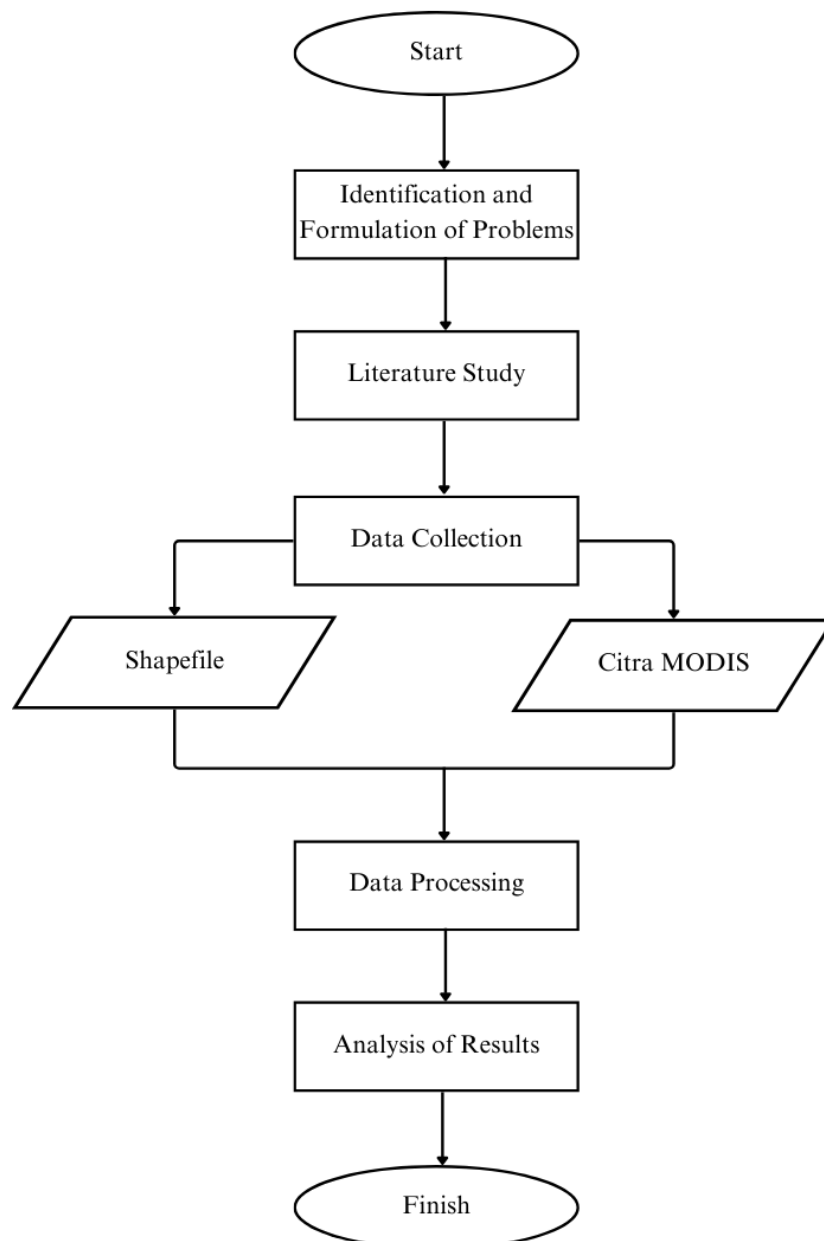 Start
Identification and
Formulation of Problems
Literature Study
Data Collection
Shapefile
Citra MODIS
Data Processing
Analysis of Results
Finish